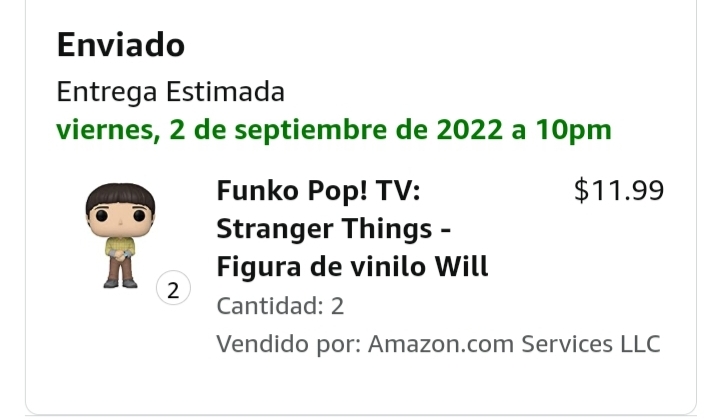 Enviado
Entrega Estimada
viernes, 2 de septiembre de 2022 a 10pm
Funko Pop! TV: $11.99
Stranger Things -
Figura de vinilo Will
2
Cantidad: 2
Vendido por: Amazon.com Services LLC